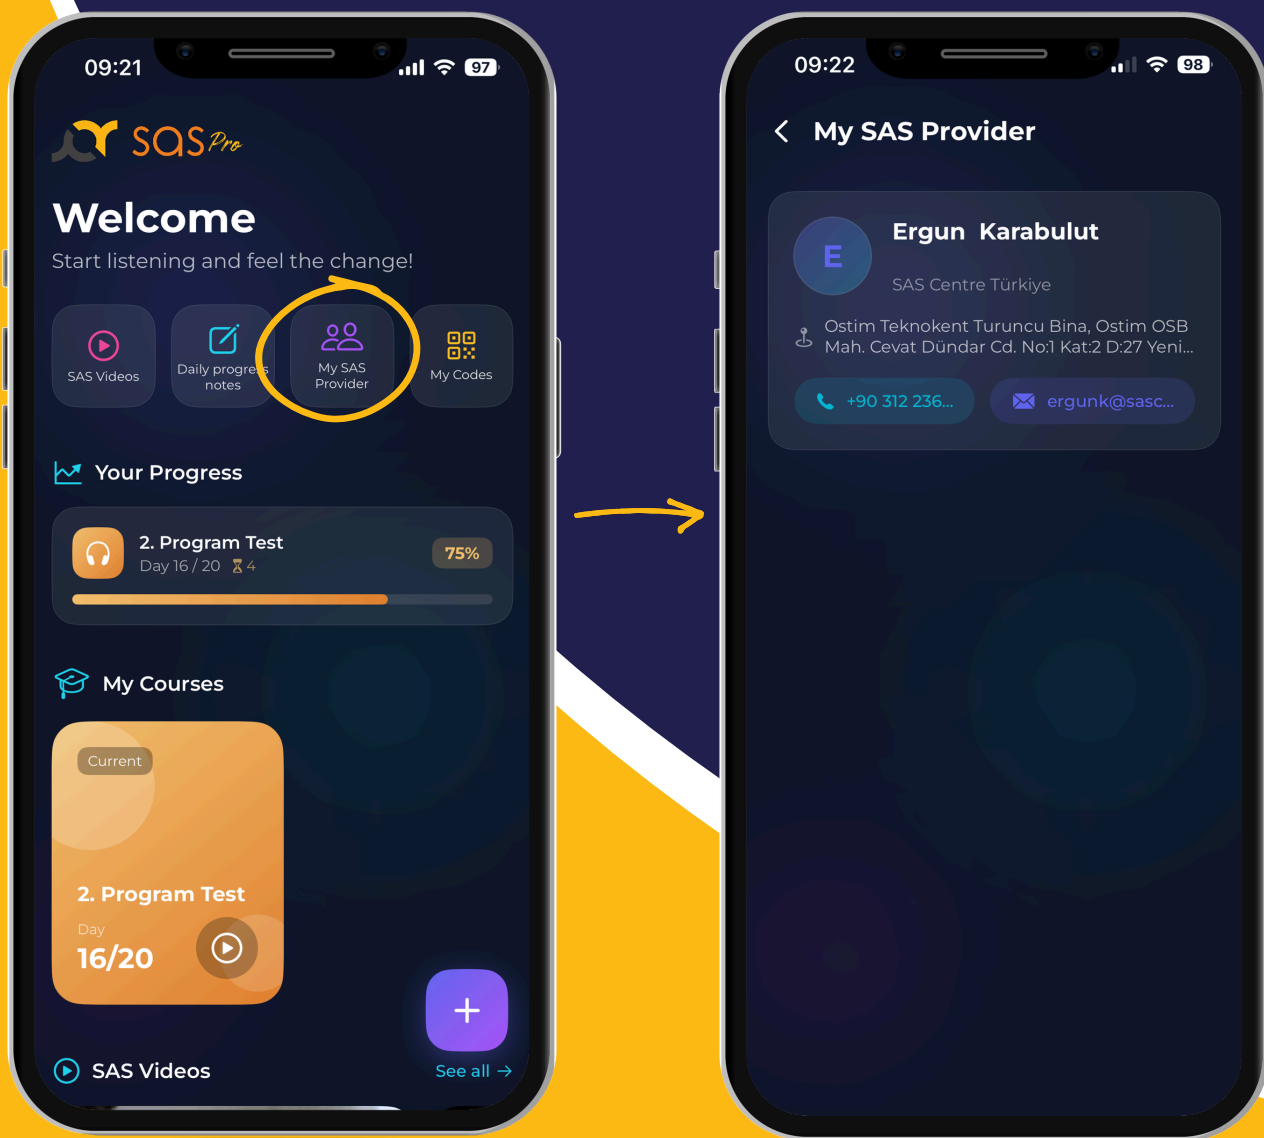 09:21
97
SAS Pro
Welcome
Start listening and feel the change!
SAS Videos
Daily progress
notes
My SAS
Provider
My Codes
Your Progress
2. Program Test
Day 16 / 20 4
75%
My Courses
Current
2. Program Test
Day
16/20
SAS Videos
See all →
09:22
98
My SAS Provider
E
Ergun Karabulut
SAS Centre Türkiye
Ostim Teknokent Turuncu Bina, Ostim OSB
Mah. Cevat Dündar Cd. No:1 Kat:2 D:27 Yeni...
+90 312 236...
ergunk@sasc...